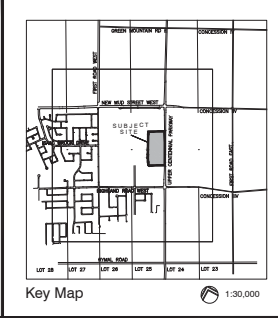 GREEN MOUNTAIN RD E
CONCESSION
FIRST ROAD WEST
NEW MUD STREET WEST
CONCESSION IV
SUBJECT
SITE
UPPER CENTENNIAL PARKWAY
FIRST ROAD EAST
HIGHLAND ROAD WEST
CONCESSION
RYMAL ROAD
LOT 28
LOT 27
LOT 26
LOT 25
LOT 24
LOT 23
Key Map
1:30,000